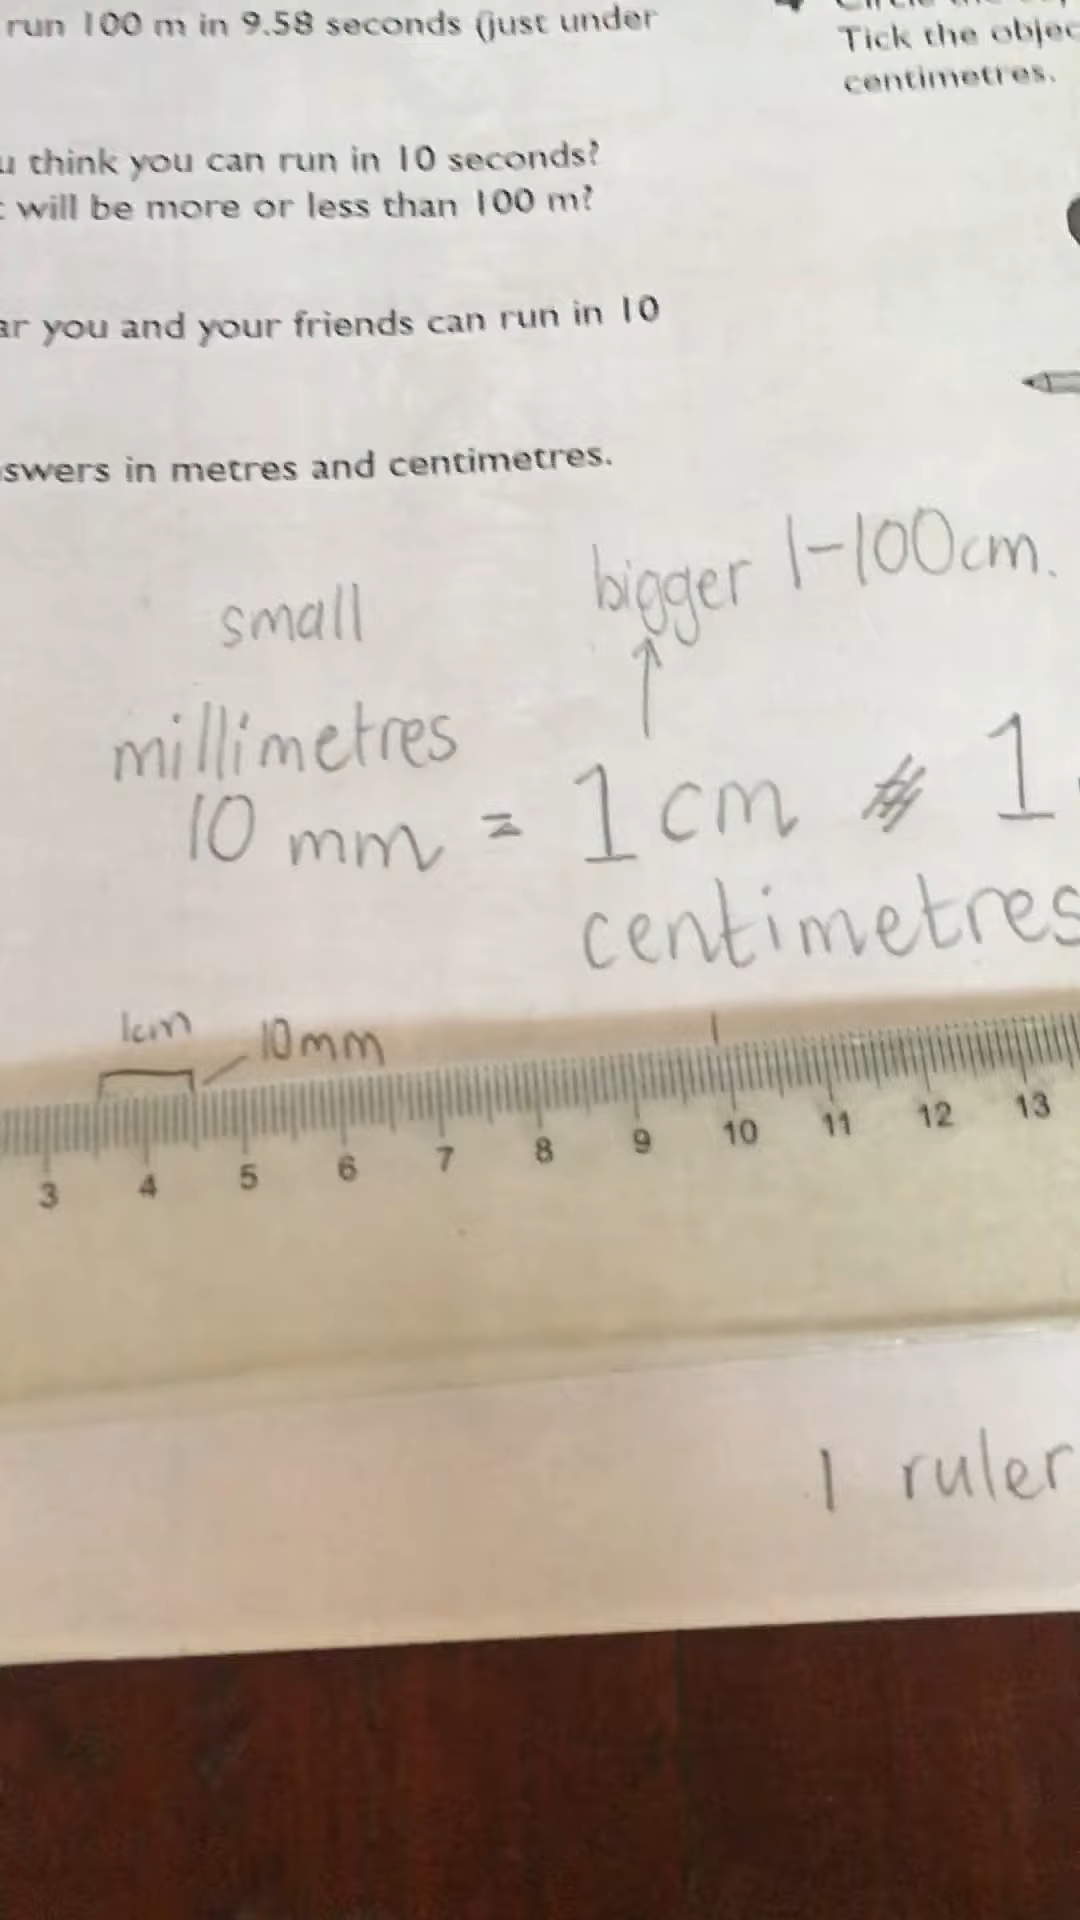 run 100 m in 9.58 seconds (just under
Tick the objec
centimetres.
u think you can run in 10 seconds?
will be more or less than 100 m?
ar you and your friends can run in 10
swers in metres and centimetres.
small
bigger 1-100cm.
millimetres
10 mm = 1 cm 1
centimetres
1cm
10mm
3 4 5 6 7 8 9 10 11 12 13
1 ruler